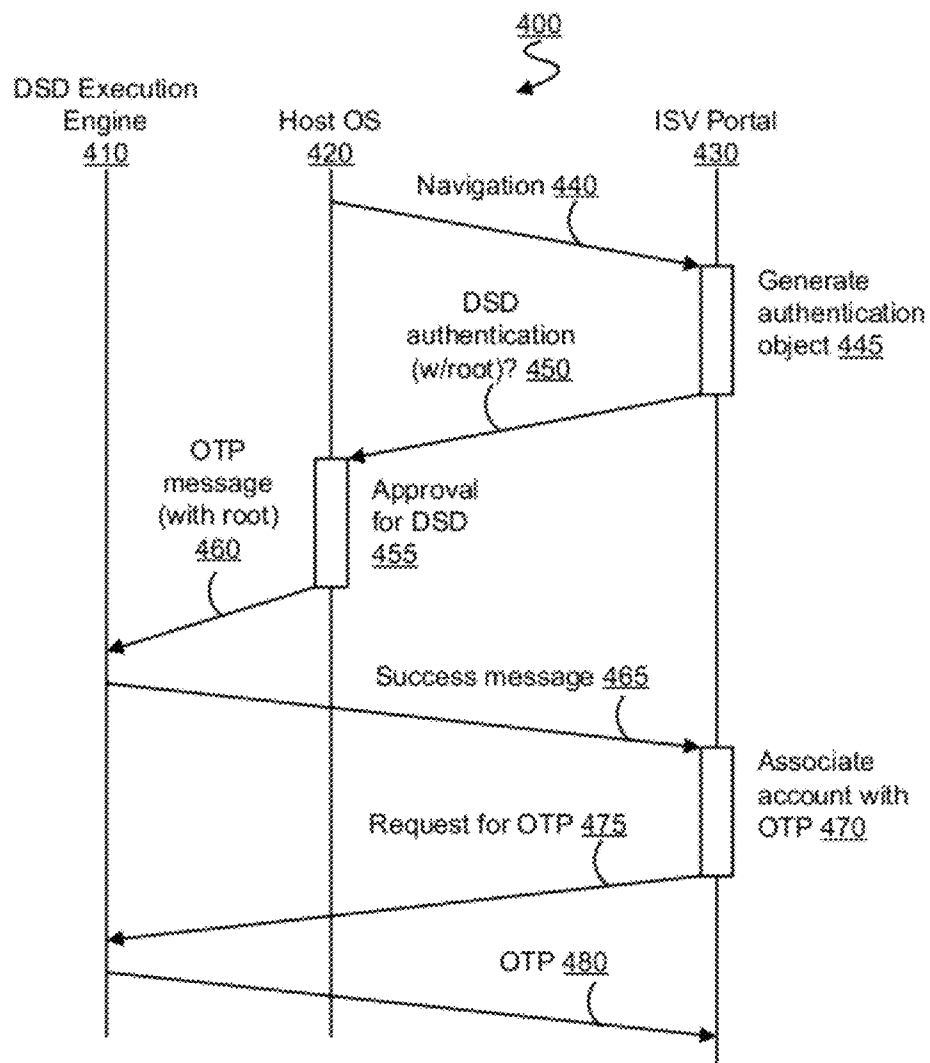 400
DSD Execution
Engine
410
Host OS
420
ISV Portal
430
Navigation 440
Generate
authentication
object 445
DSD
authentication
(w/root)? 450
OTP
message
(with root)
460
Approval
for DSD
455
Success message 465
Associate
account with
OTP 470
Request for OTP 475
OTP 480